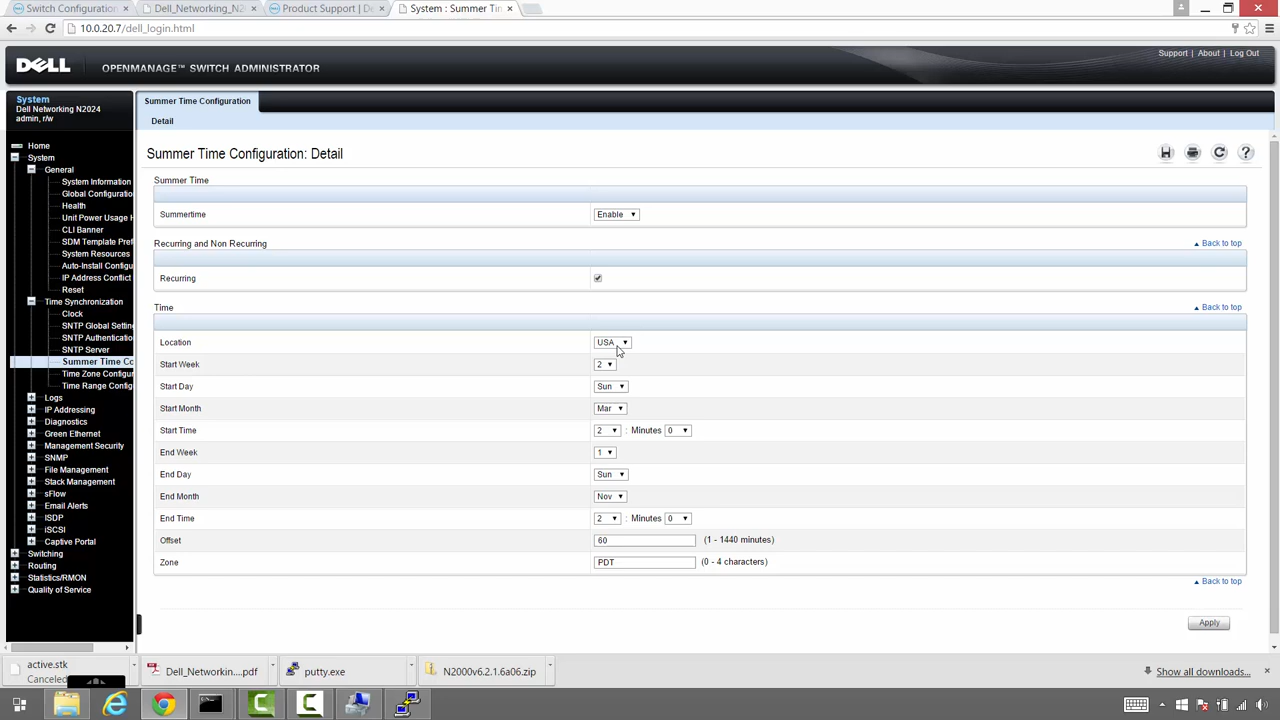 Switch Configuration
Dell_Networking_N2
Product Support | De
System : Summer Tim
10.0.20.7/dell_login.html
DELL
OPENMANAGE™ SWITCH ADMINISTRATOR
Support | About | Log Out
System
Dell Networking N2024
admin, r/w
Summer Time Configuration
Detail
Home
System
General
System Information
Global Configuratio
Health
Unit Power Usage H
CLI Banner
SDM Template Pref
System Resources
Auto-Install Configu
IP Address Conflict
Reset
Time Synchronization
Clock
SNTP Global Settin
SNTP Authenticatio
SNTP Server
Summer Time Co
Time Zone Configur
Time Range Config
Logs
IP Addressing
Diagnostics
Green Ethernet
Management Security
SNMP
File Management
Stack Management
sFlow
Email Alerts
ISDP
iSCSI
Captive Portal
Switching
Routing
Statistics/RMON
Quality of Service
Summer Time Configuration: Detail
Summer Time
Summertime Enable
Recurring and Non Recurring
Back to top
Recurring
Time
Back to top
Location USA
Start Week 2
Start Day Sun
Start Month Mar
Start Time 2 : Minutes 0
End Week 1
End Day Sun
End Month Nov
End Time 2 : Minutes 0
Offset 60 (1 - 1440 minutes)
Zone PDT (0 - 4 characters)
Back to top
Apply
active.stk
Canceled
Dell_Networkin....pdf
putty.exe
N2000v6.2.1.6a06.zip
Show all downloads...